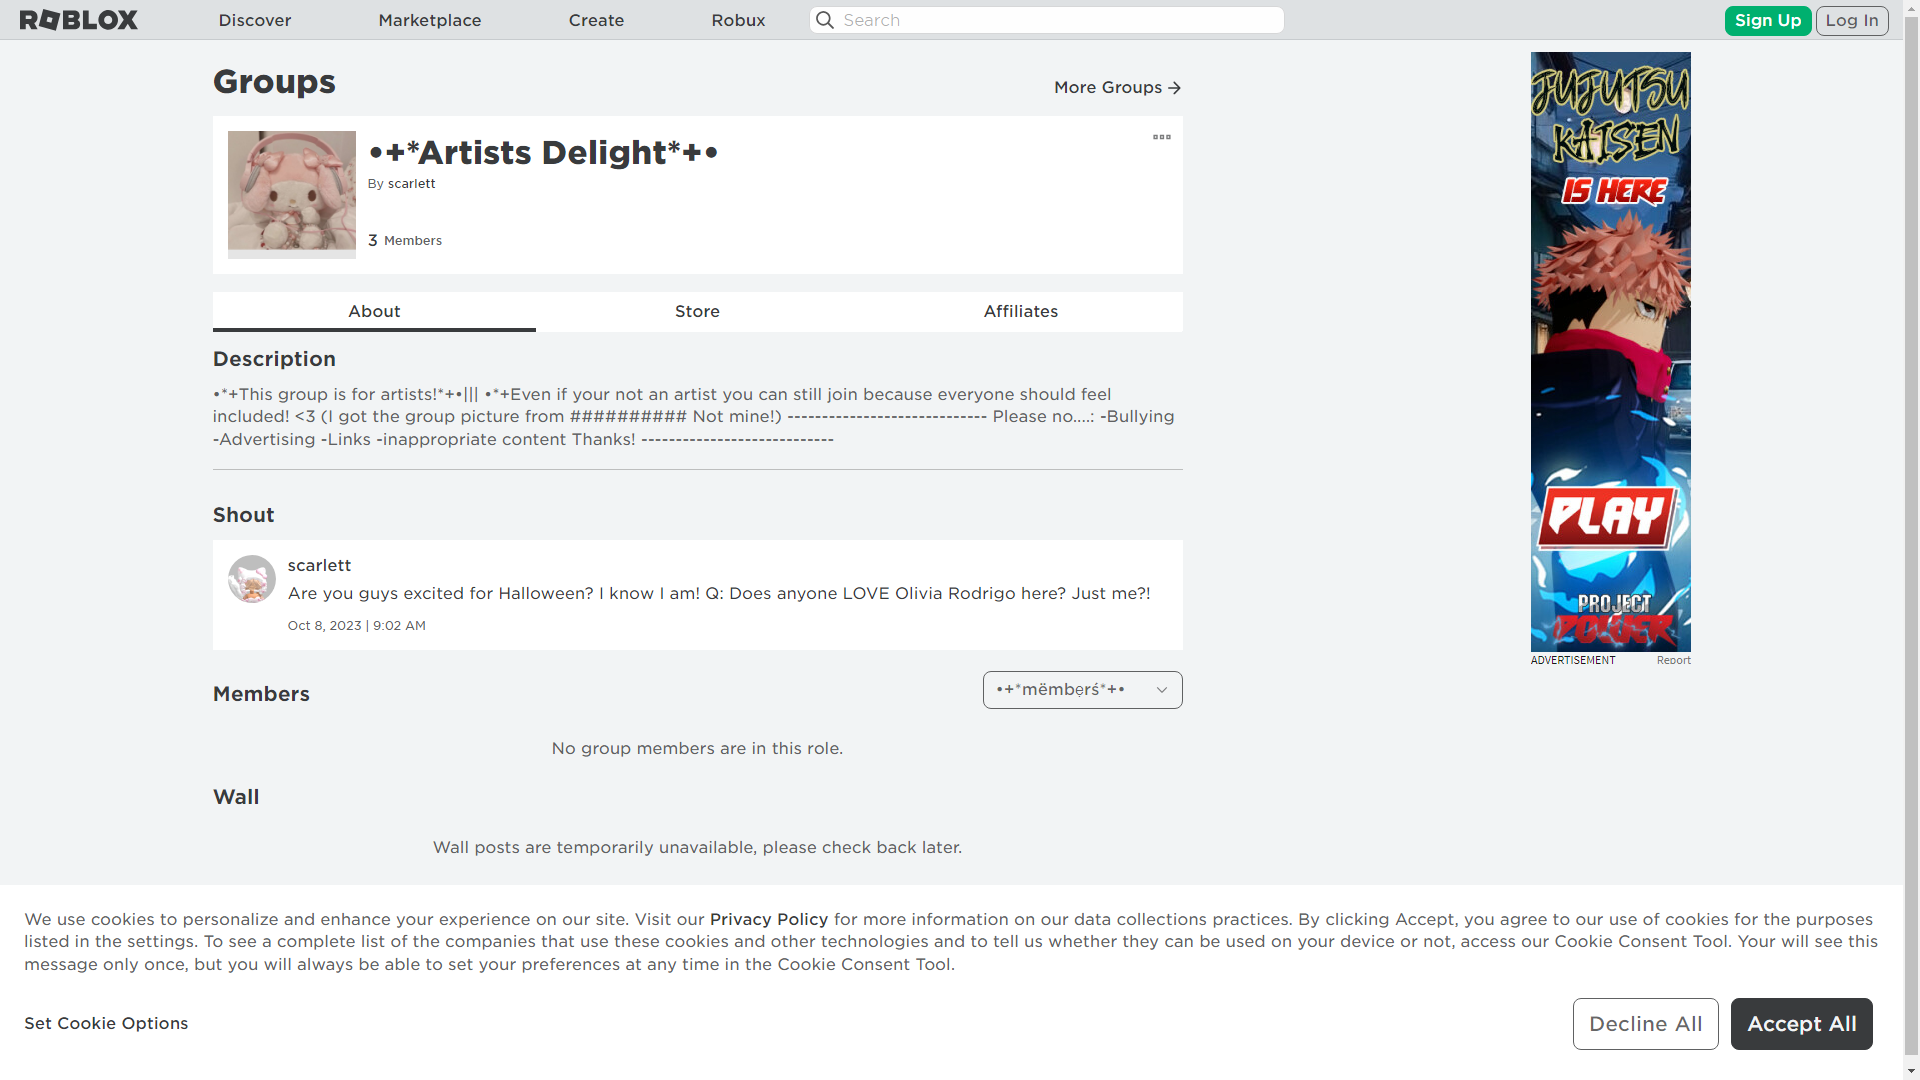 ROBLOX
Discover
Marketplace
Create
Robux
Search
Sign Up
Log In
Groups
More Groups
•+*Artists Delight*+•
By scarlett
3 Members
About
Store
Affiliates
Description
•*+This group is for artists!*+•||| •*+Even if your not an artist you can still join because everyone should feel
included! <3 (I got the group picture from ########## Not mine!) ----------------------------- Please no....: -Bullying
-Advertising -Links -inappropriate content Thanks! ----------------------------
Shout
scarlett
Are you guys excited for Halloween? I know I am! Q: Does anyone LOVE Olivia Rodrigo here? Just me?!
Oct 8, 2023 | 9:02 AM
Members
•+*mëmbẹrś*+•
No group members are in this role.
Wall
Wall posts are temporarily unavailable, please check back later.
JUJUTSU
KAISEN
IS HERE
PLAY
PROJECT
POWER
ADVERTISEMENT
Report
We use cookies to personalize and enhance your experience on our site. Visit our Privacy Policy for more information on our data collections practices. By clicking Accept, you agree to our use of cookies for the purposes
listed in the settings. To see a complete list of the companies that use these cookies and other technologies and to tell us whether they can be used on your device or not, access our Cookie Consent Tool. Your will see this
message only once, but you will always be able to set your preferences at any time in the Cookie Consent Tool.
Set Cookie Options
Decline All
Accept All